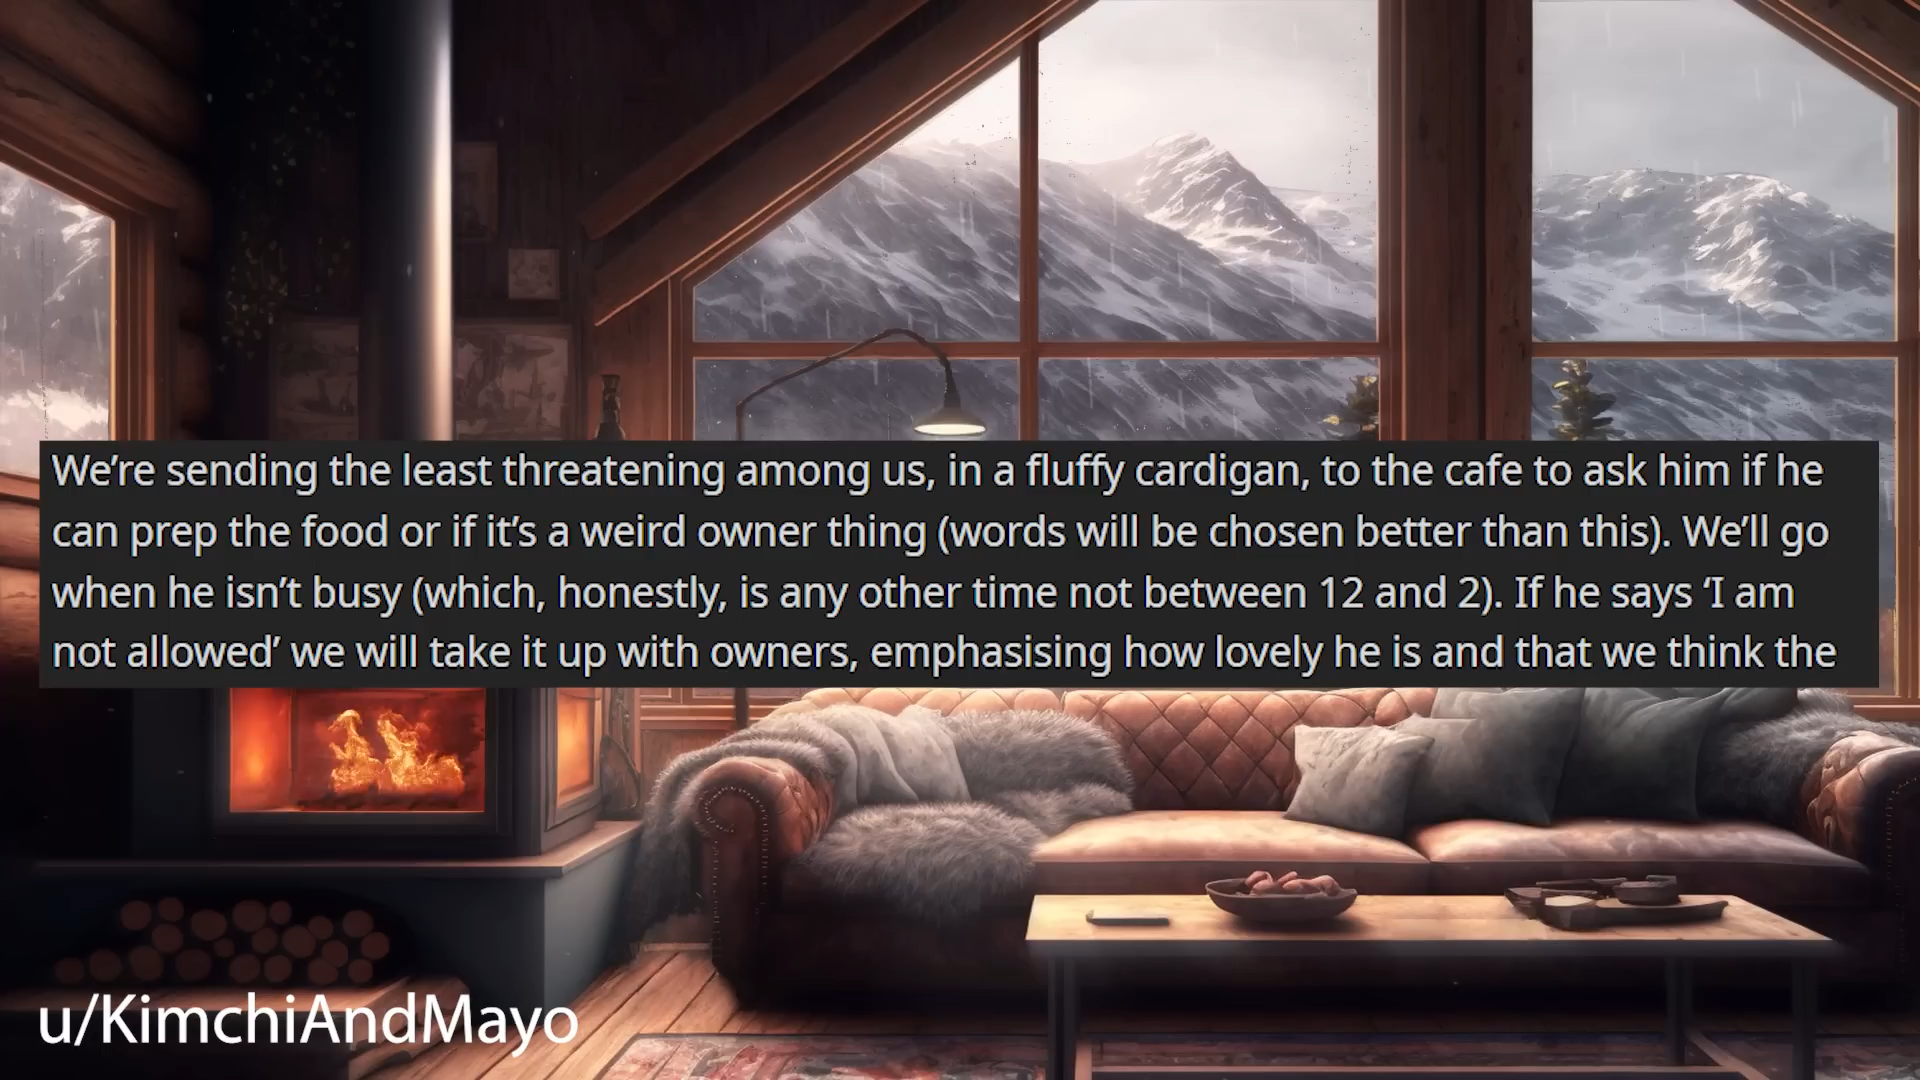 We’re sending the least threatening among us, in a fluffy cardigan, to the cafe to ask him if he
can prep the food or if it’s a weird owner thing (words will be chosen better than this). We’ll go
when he isn’t busy (which, honestly, is any other time not between 12 and 2). If he says ‘I am
not allowed’ we will take it up with owners, emphasising how lovely he is and that we think the
u/KimchiAndMayo